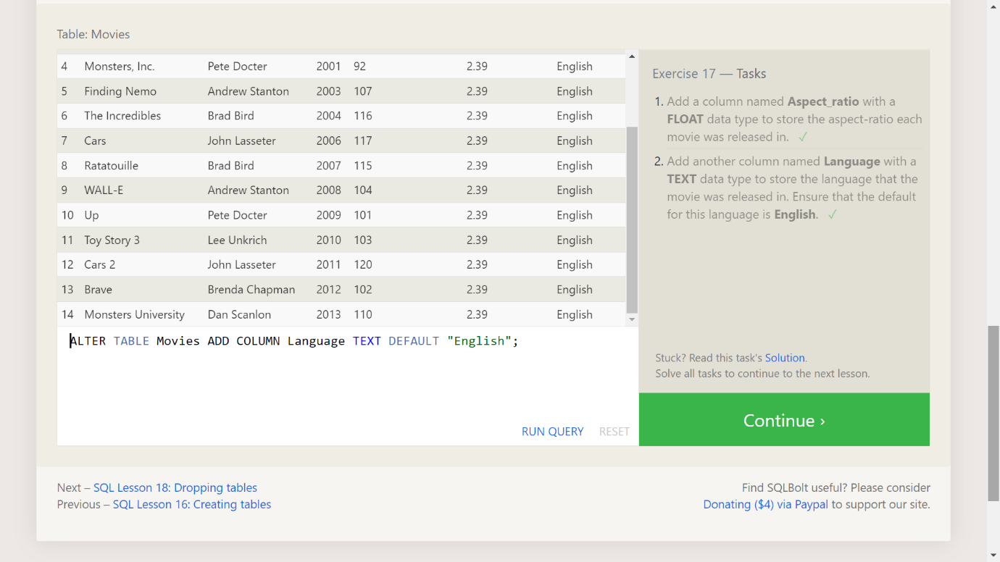 Table: Movies
4 Monsters, Inc. Pete Docter 2001 92 2.39 English
5 Finding Nemo Andrew Stanton 2003 107 2.39 English
6 The Incredibles Brad Bird 2004 116 2.39 English
7 Cars John Lasseter 2006 117 2.39 English
8 Ratatouille Brad Bird 2007 115 2.39 English
9 WALL-E Andrew Stanton 2008 104 2.39 English
10 Up Pete Docter 2009 101 2.39 English
11 Toy Story 3 Lee Unkrich 2010 103 2.39 English
12 Cars 2 John Lasseter 2011 120 2.39 English
13 Brave Brenda Chapman 2012 102 2.39 English
14 Monsters University Dan Scanlon 2013 110 2.39 English
ALTER TABLE Movies ADD COLUMN Language TEXT DEFAULT "English";
RUN QUERY RESET
Exercise 17 — Tasks
1. Add a column named Aspect_ratio with a
FLOAT data type to store the aspect-ratio each
movie was released in. ✓
2. Add another column named Language with a
TEXT data type to store the language that the
movie was released in. Ensure that the default
for this language is English. ✓
Stuck? Read this task's Solution.
Solve all tasks to continue to the next lesson.
Continue ›
Next – SQL Lesson 18: Dropping tables
Previous – SQL Lesson 16: Creating tables
Find SQLBolt useful? Please consider
Donating ($4) via Paypal to support our site.